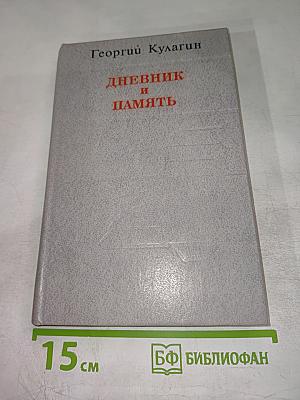 Георгий Кулагин
ДНЕВНИК
и
ПАМЯТЬ
15 см
БФ БИБЛИОФАН